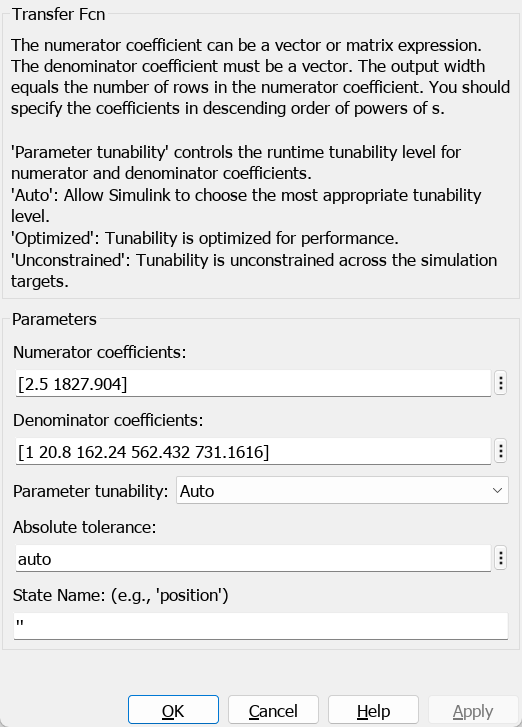 Transfer Fcn
The numerator coefficient can be a vector or matrix expression.
The denominator coefficient must be a vector. The output width
equals the number of rows in the numerator coefficient. You should
specify the coefficients in descending order of powers of s.
'Parameter tunability' controls the runtime tunability level for
numerator and denominator coefficients.
'Auto': Allow Simulink to choose the most appropriate tunability
level.
'Optimized': Tunability is optimized for performance.
'Unconstrained': Tunability is unconstrained across the simulation
targets.
Parameters
Numerator coefficients:
[2.5 1827.904]
Denominator coefficients:
[1 20.8 162.24 562.432 731.1616]
Parameter tunability: Auto
Absolute tolerance:
auto
State Name: (e.g., 'position')
''
OK Cancel Help Apply